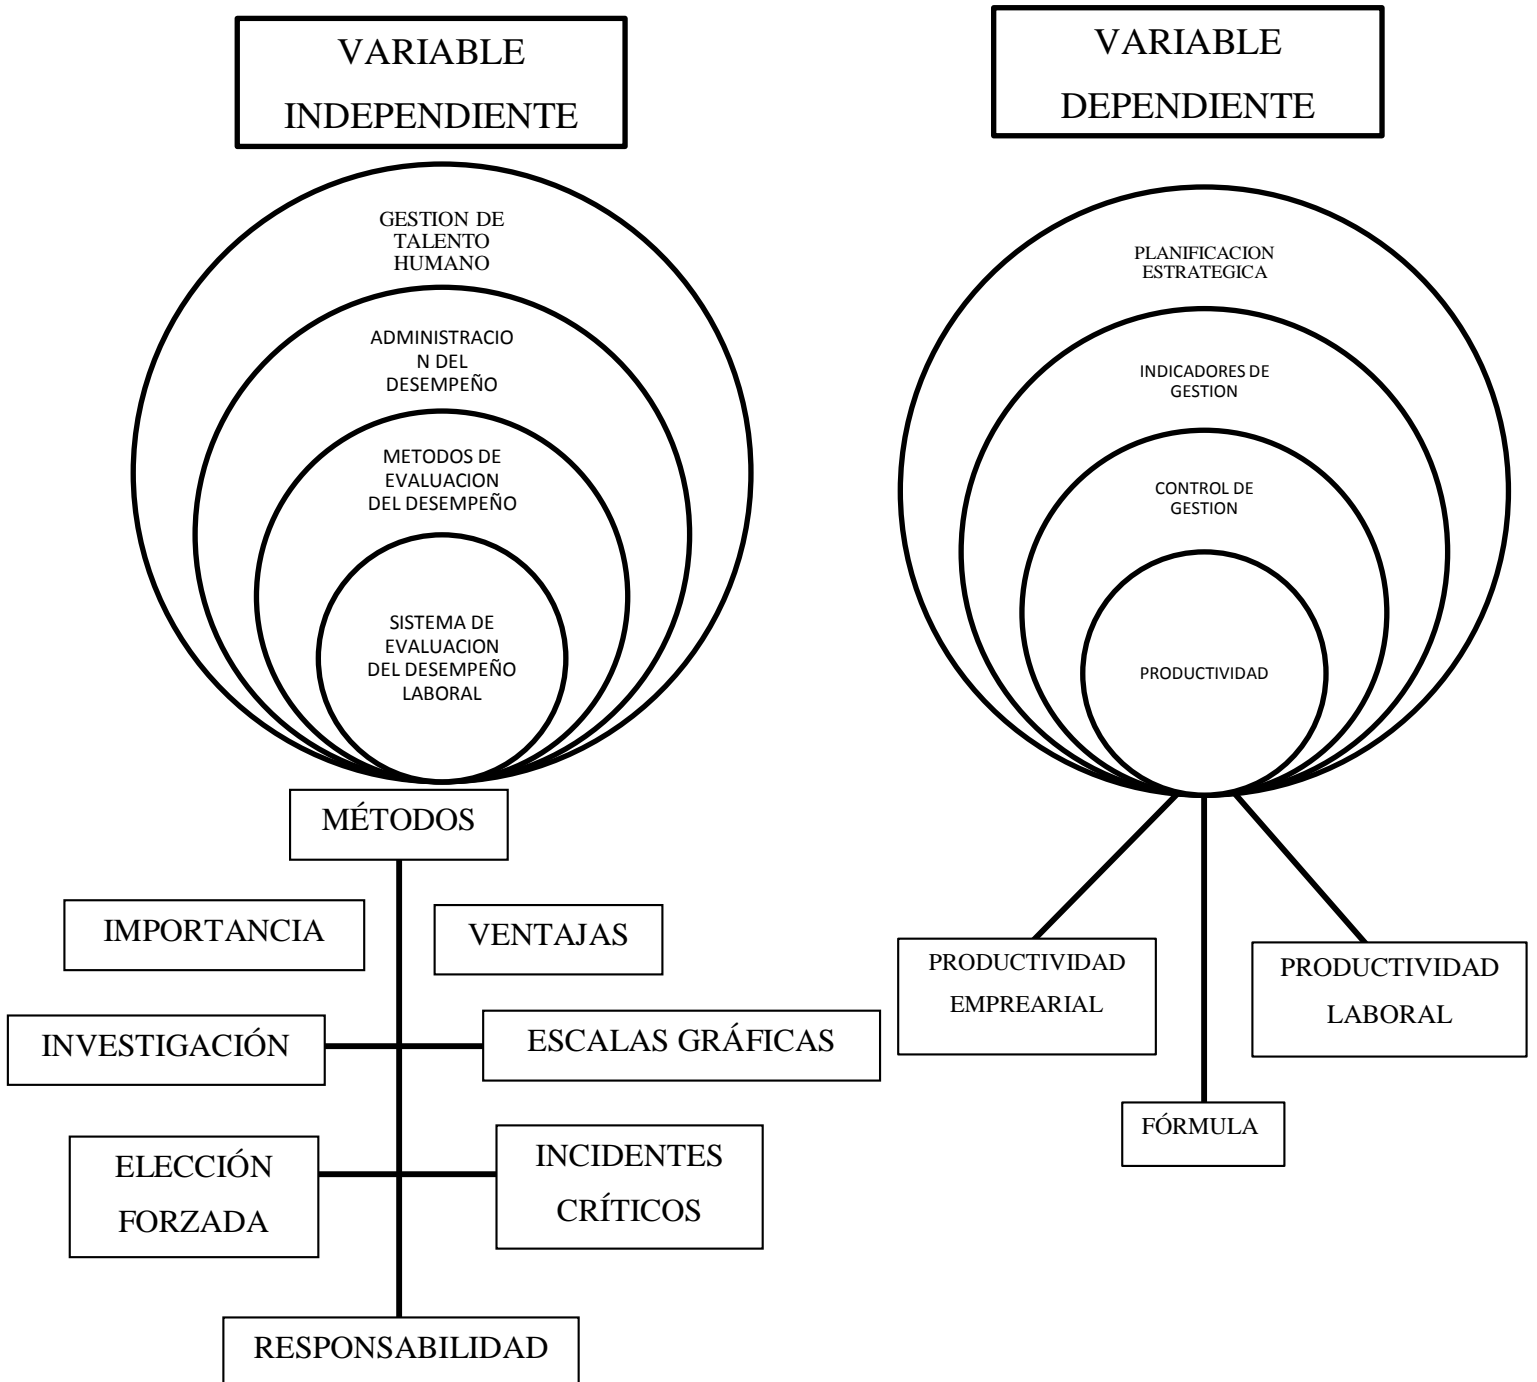 VARIABLE
INDEPENDIENTE
GESTION DE
TALENTO
HUMANO
ADMINISTRACIO
N DEL
DESEMPEÑO
METODOS DE
EVALUACION
DEL DESEMPEÑO
SISTEMA DE
EVALUACION
DEL DESEMPEÑO
LABORAL
MÉTODOS
IMPORTANCIA
VENTAJAS
INVESTIGACIÓN
ESCALAS GRÁFICAS
ELECCIÓN
FORZADA
INCIDENTES
CRÍTICOS
RESPONSABILIDAD
VARIABLE
DEPENDIENTE
PLANIFICACION
ESTRATEGICA
INDICADORES DE
GESTION
CONTROL DE
GESTION
PRODUCTIVIDAD
PRODUCTIVIDAD
EMPREARIAL
PRODUCTIVIDAD
LABORAL
FÓRMULA